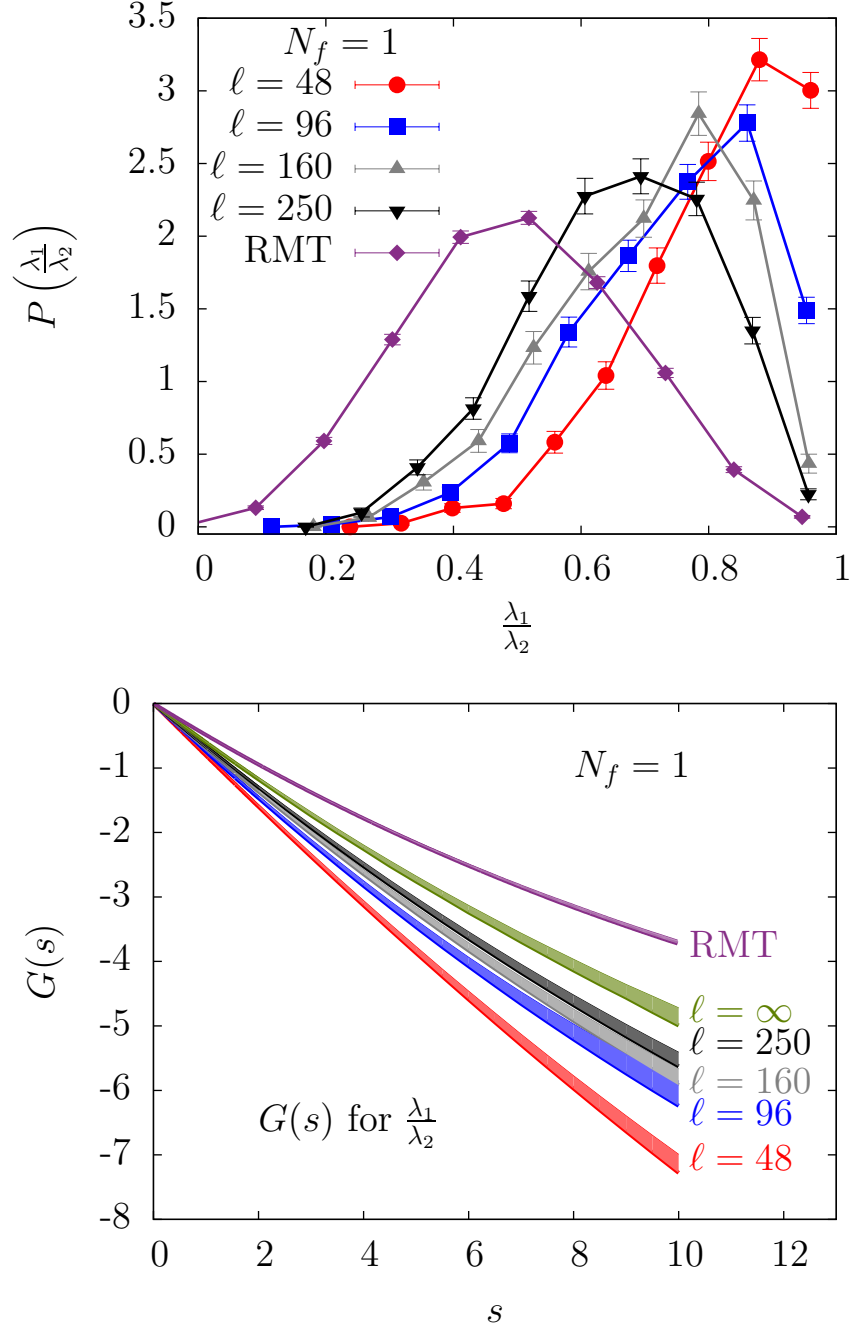 3.5
3
2.5
2
1.5
1
0.5
0
P(λ₁/λ₂)
N_f = 1
ℓ = 48
ℓ = 96
ℓ = 160
ℓ = 250
RMT
0 0.2 0.4 0.6 0.8 1
λ₁/λ₂
0
-1
-2
-3
-4
-5
-6
-7
-8
G(s)
N_f = 1
RMT
ℓ = ∞
ℓ = 250
ℓ = 160
ℓ = 96
ℓ = 48
G(s) for λ₁/λ₂
0 2 4 6 8 10 12
s